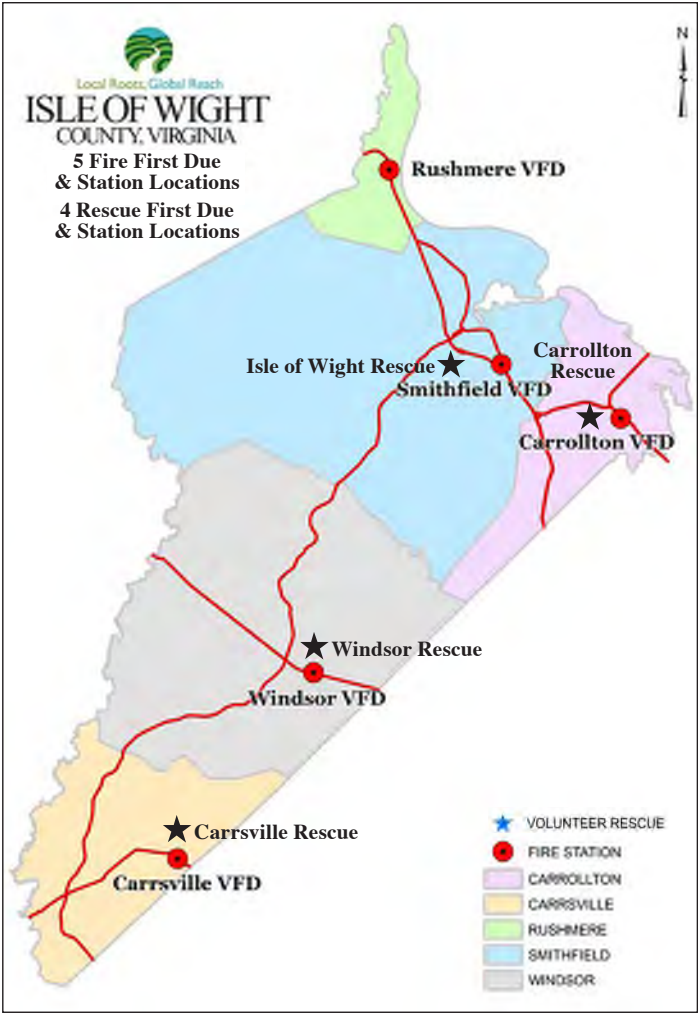 Local Roots, Global Reach
ISLE OF WIGHT
COUNTY, VIRGINIA
5 Fire First Due
& Station Locations
4 Rescue First Due
& Station Locations
N
Rushmere VFD
Isle of Wight Rescue
Smithfield VFD
Carrollton
Rescue
Carrollton VFD
Windsor Rescue
Windsor VFD
Carrsville Rescue
Carrsville VFD
VOLUNTEER RESCUE
FIRE STATION
CARROLLTON
CARRSVILLE
RUSHMERE
SMITHFIELD
WINDSOR